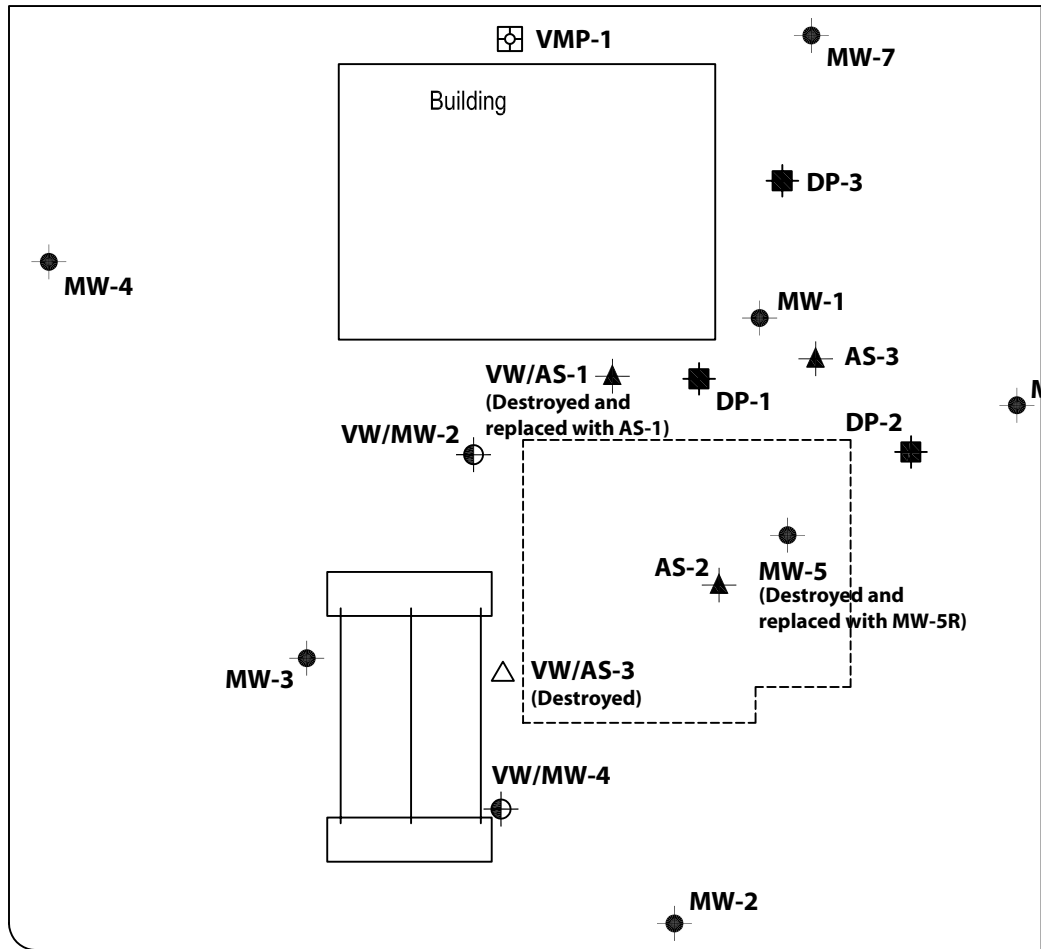 VMP-1
MW-7
Building
DP-3
MW-4
MW-1
AS-3
VW/AS-1
(Destroyed and
replaced with AS-1)
DP-1
DP-2
VW/MW-2
AS-2
MW-5
(Destroyed and
replaced with MW-5R)
MW-3
VW/AS-3
(Destroyed)
VW/MW-4
MW-2